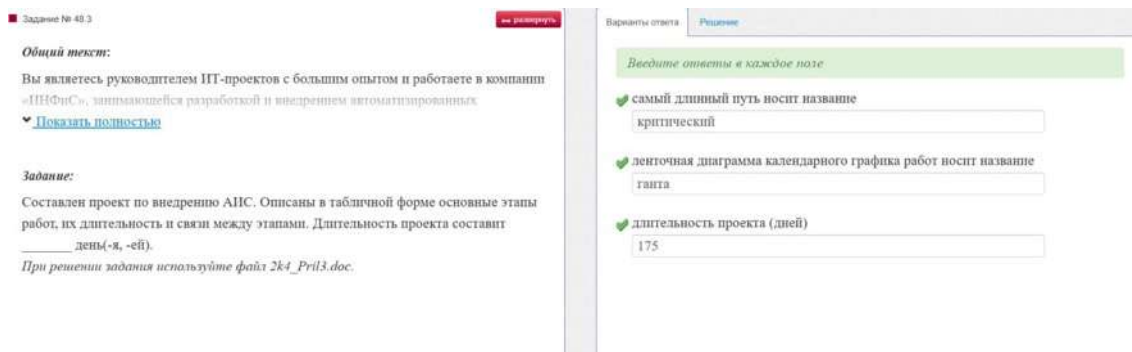 Задание № 48.3
развернуть
Общий текст:
Вы являетесь руководителем ИТ-проектов с большим опытом и работаете в компании
«ИНФиС», занимающейся разработкой и внедрением автоматизированных
Показать полностью
Задание:
Составлен проект по внедрению АИС. Описаны в табличной форме основные этапы
работ, их длительность и связи между этапами. Длительность проекта составит
_______ день(-я, -ей).
При решении задания используйте файл 2k4_Pril3.doc.
Варианты ответа
Решение
Введите ответы в каждое поле
самый длинный путь носит название
критический
ленточная диаграмма календарного графика работ носит название
ганта
длительность проекта (дней)
175